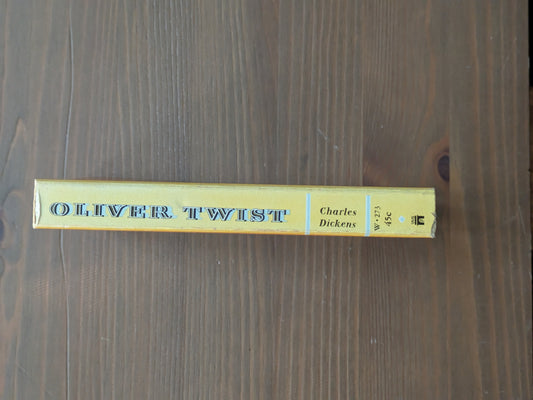 OLIVER TWIST
Charles
Dickens
W•273
45c